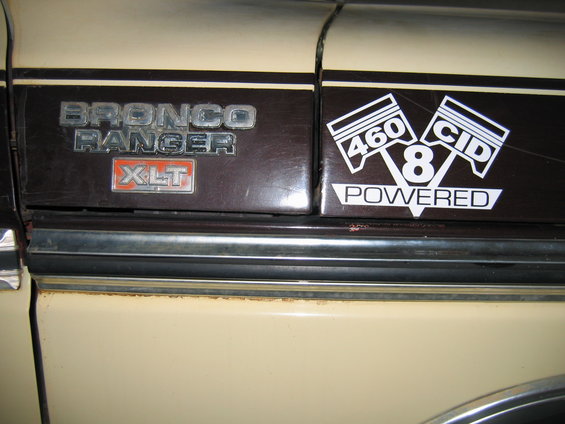 BRONCO
RANGER
XLT
460 CID
8
POWERED